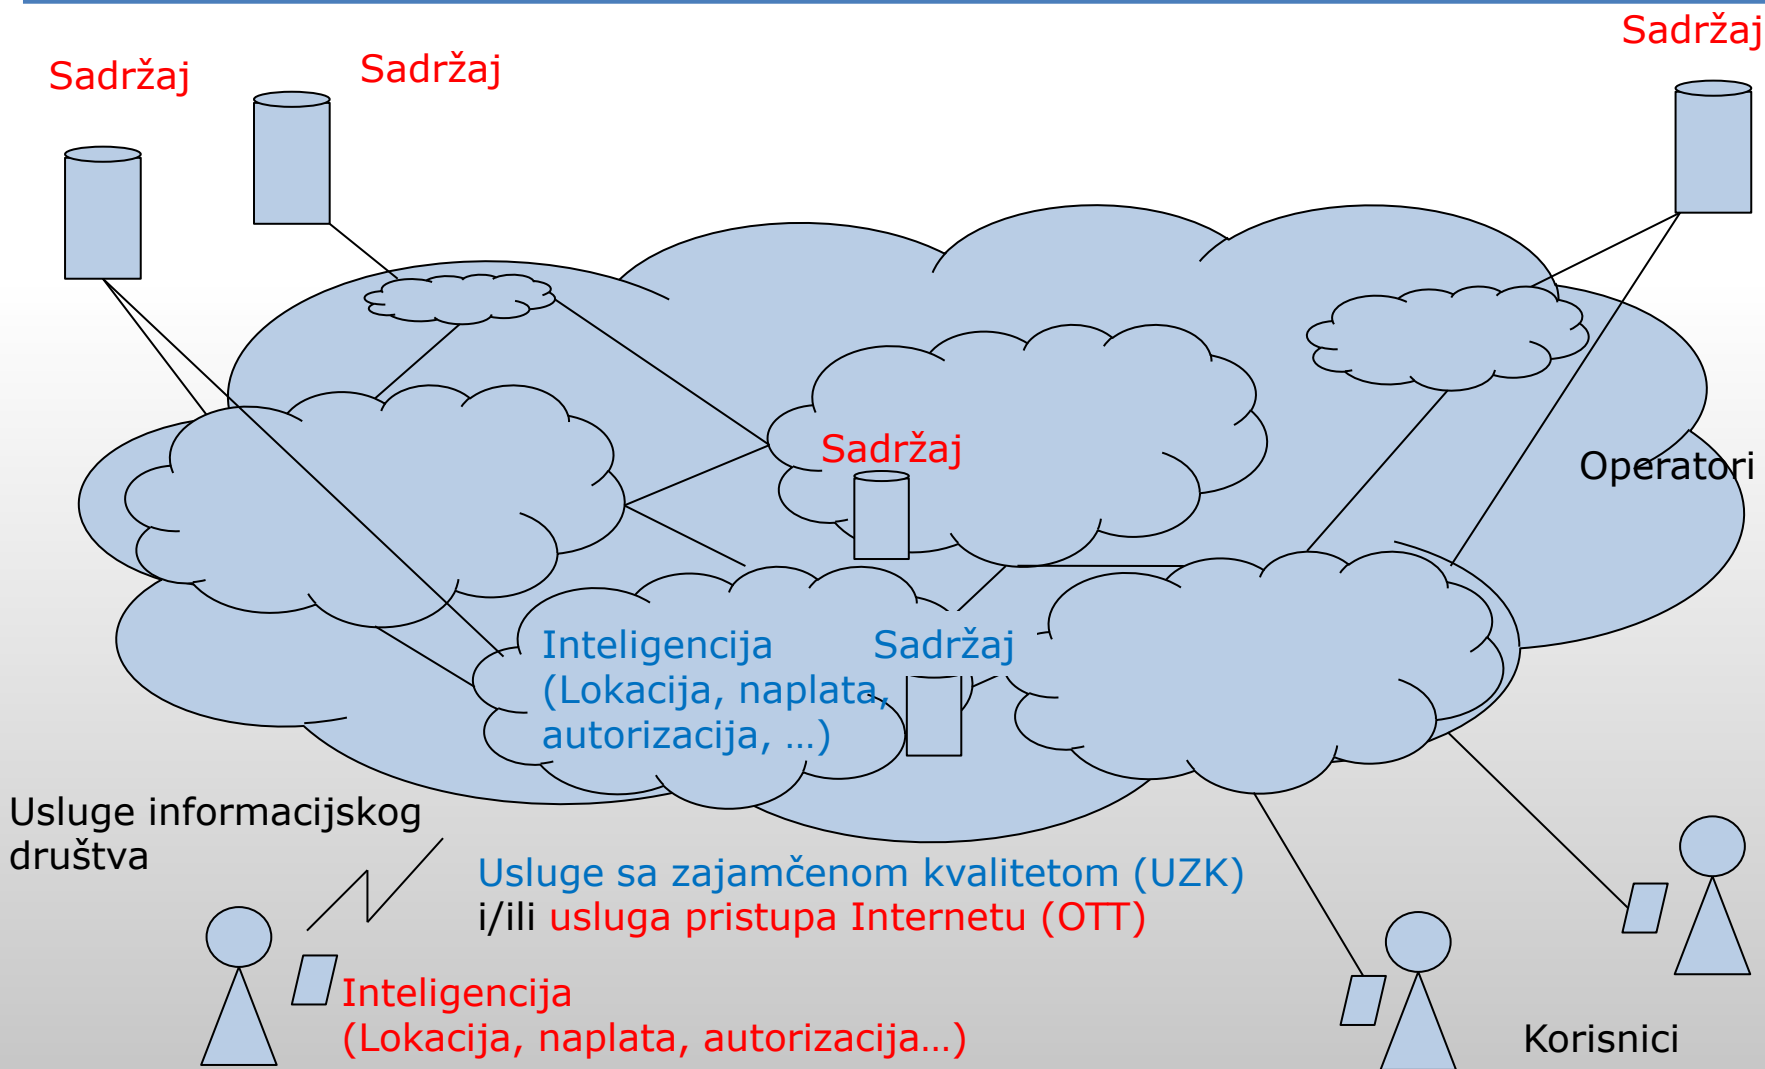 Sadržaj
Sadržaj
Sadržaj
Sadržaj
Operatori
Inteligencija
(Lokacija, naplata,
autorizacija, …)
Sadržaj
Usluge informacijskog
društva
Usluge sa zajamčenom kvalitetom (UZK)
i/ili usluga pristupa Internetu (OTT)
Inteligencija
(Lokacija, naplata, autorizacija…)
Korisnici